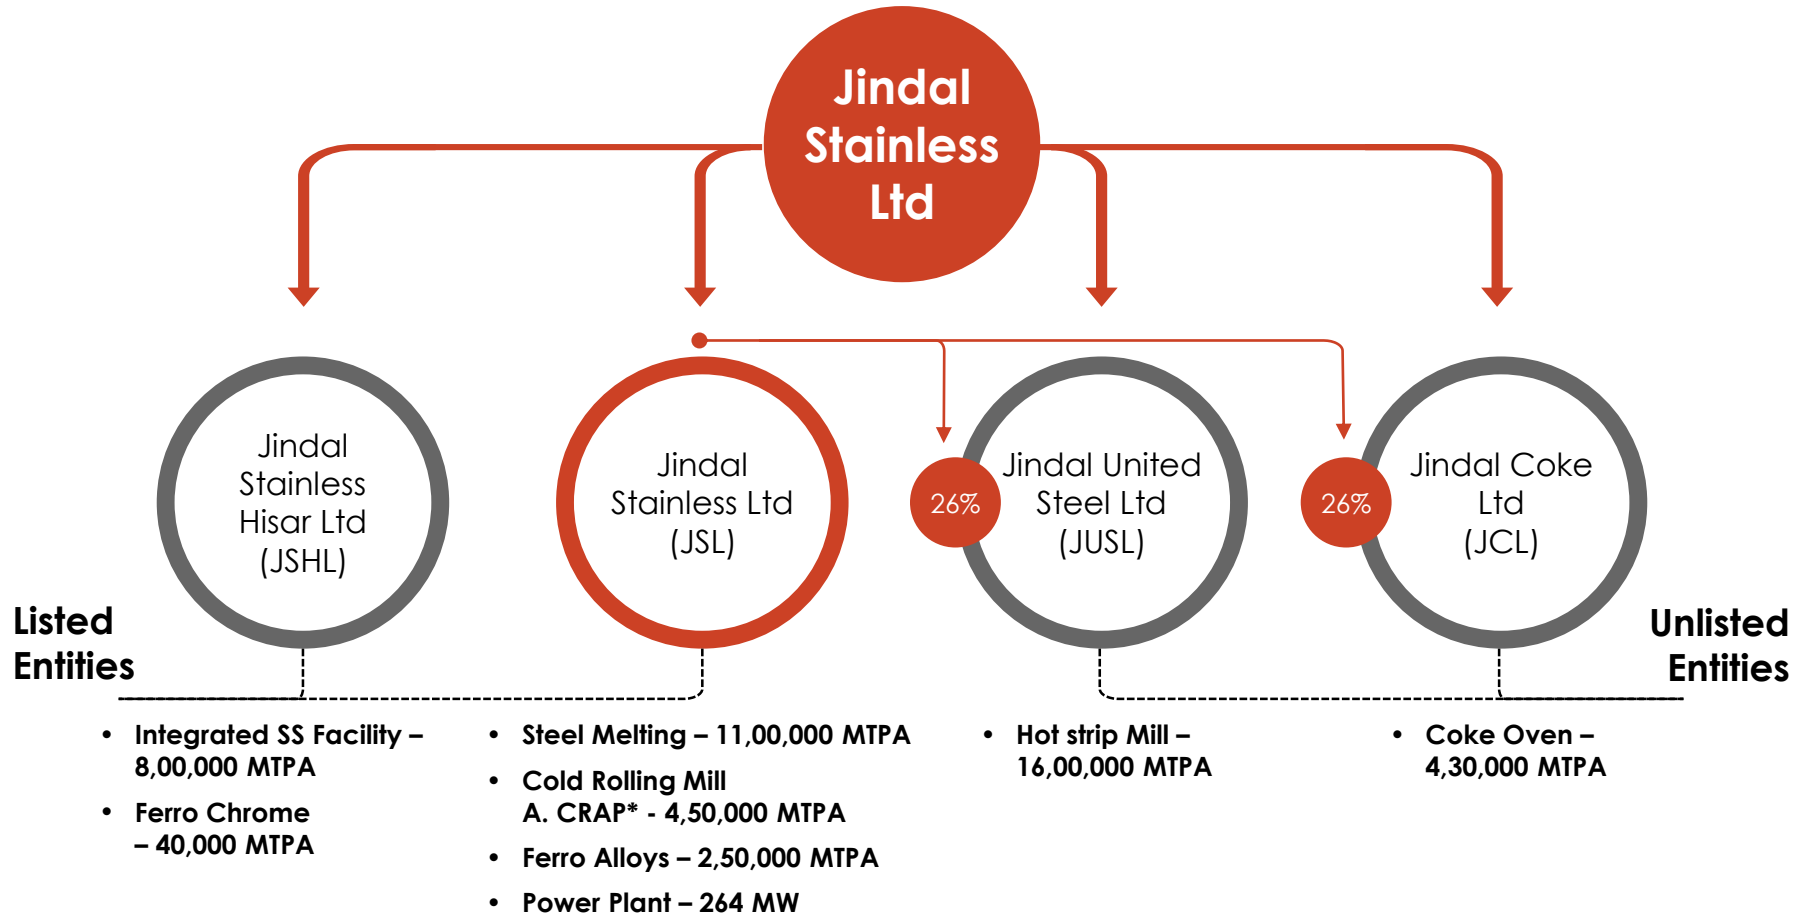 Jindal
Stainless
Ltd
Jindal
Stainless
Hisar Ltd
(JSHL)
Jindal
Stainless Ltd
(JSL)
26%
Jindal United
Steel Ltd
(JUSL)
26%
Jindal Coke
Ltd
(JCL)
Listed
Entities
Unlisted
Entities
• Integrated SS Facility –
8,00,000 MTPA
• Ferro Chrome
– 40,000 MTPA
• Steel Melting – 11,00,000 MTPA
• Cold Rolling Mill
A. CRAP* - 4,50,000 MTPA
• Ferro Alloys – 2,50,000 MTPA
• Power Plant – 264 MW
• Hot strip Mill –
16,00,000 MTPA
• Coke Oven –
4,30,000 MTPA